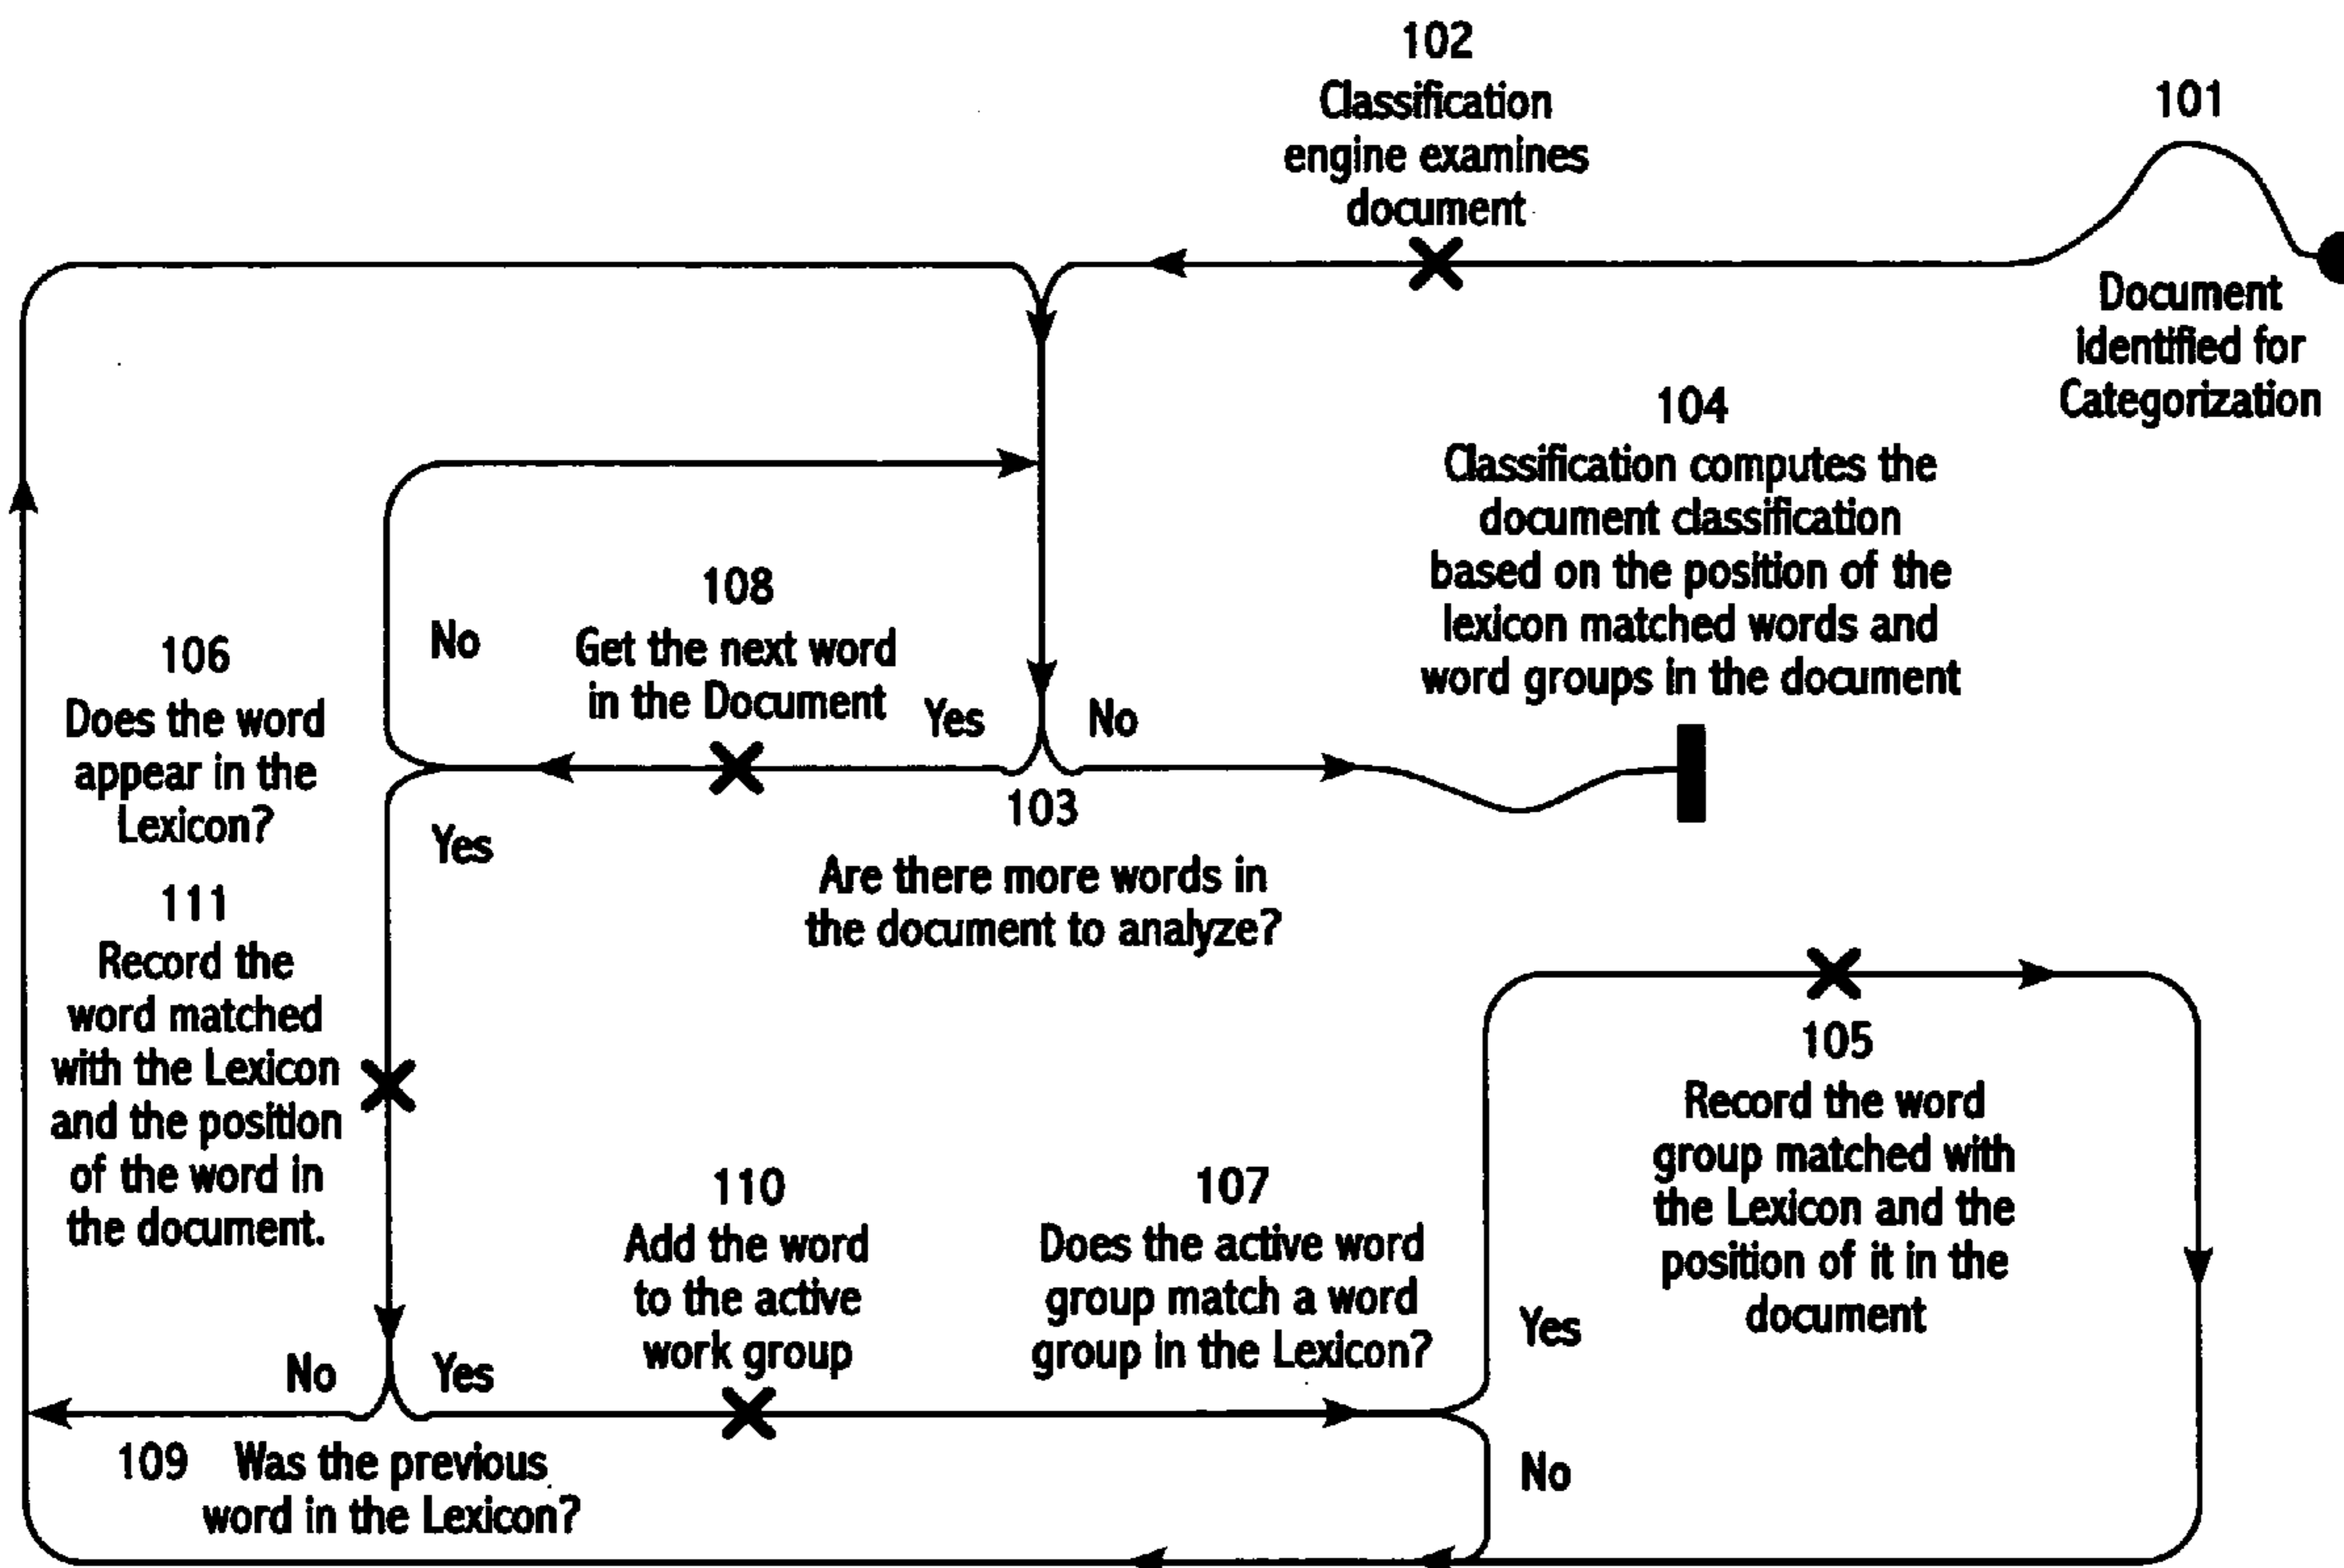 102
Classification
engine examines
document
101
Document
identified for
Categorization
104
Classification computes the
document classification
based on the position of the
lexicon matched words and
word groups in the document
108
Get the next word
in the Document
No
Yes
No
106
Does the word
appear in the
Lexicon?
Yes
103
Are there more words in
the document to analyze?
111
Record the
word matched
with the Lexicon
and the position
of the word in
the document.
105
Record the word
group matched with
the Lexicon and the
position of it in the
document
110
Add the word
to the active
work group
107
Does the active word
group match a word
group in the Lexicon?
Yes
No
Yes
No
109 Was the previous
word in the Lexicon?